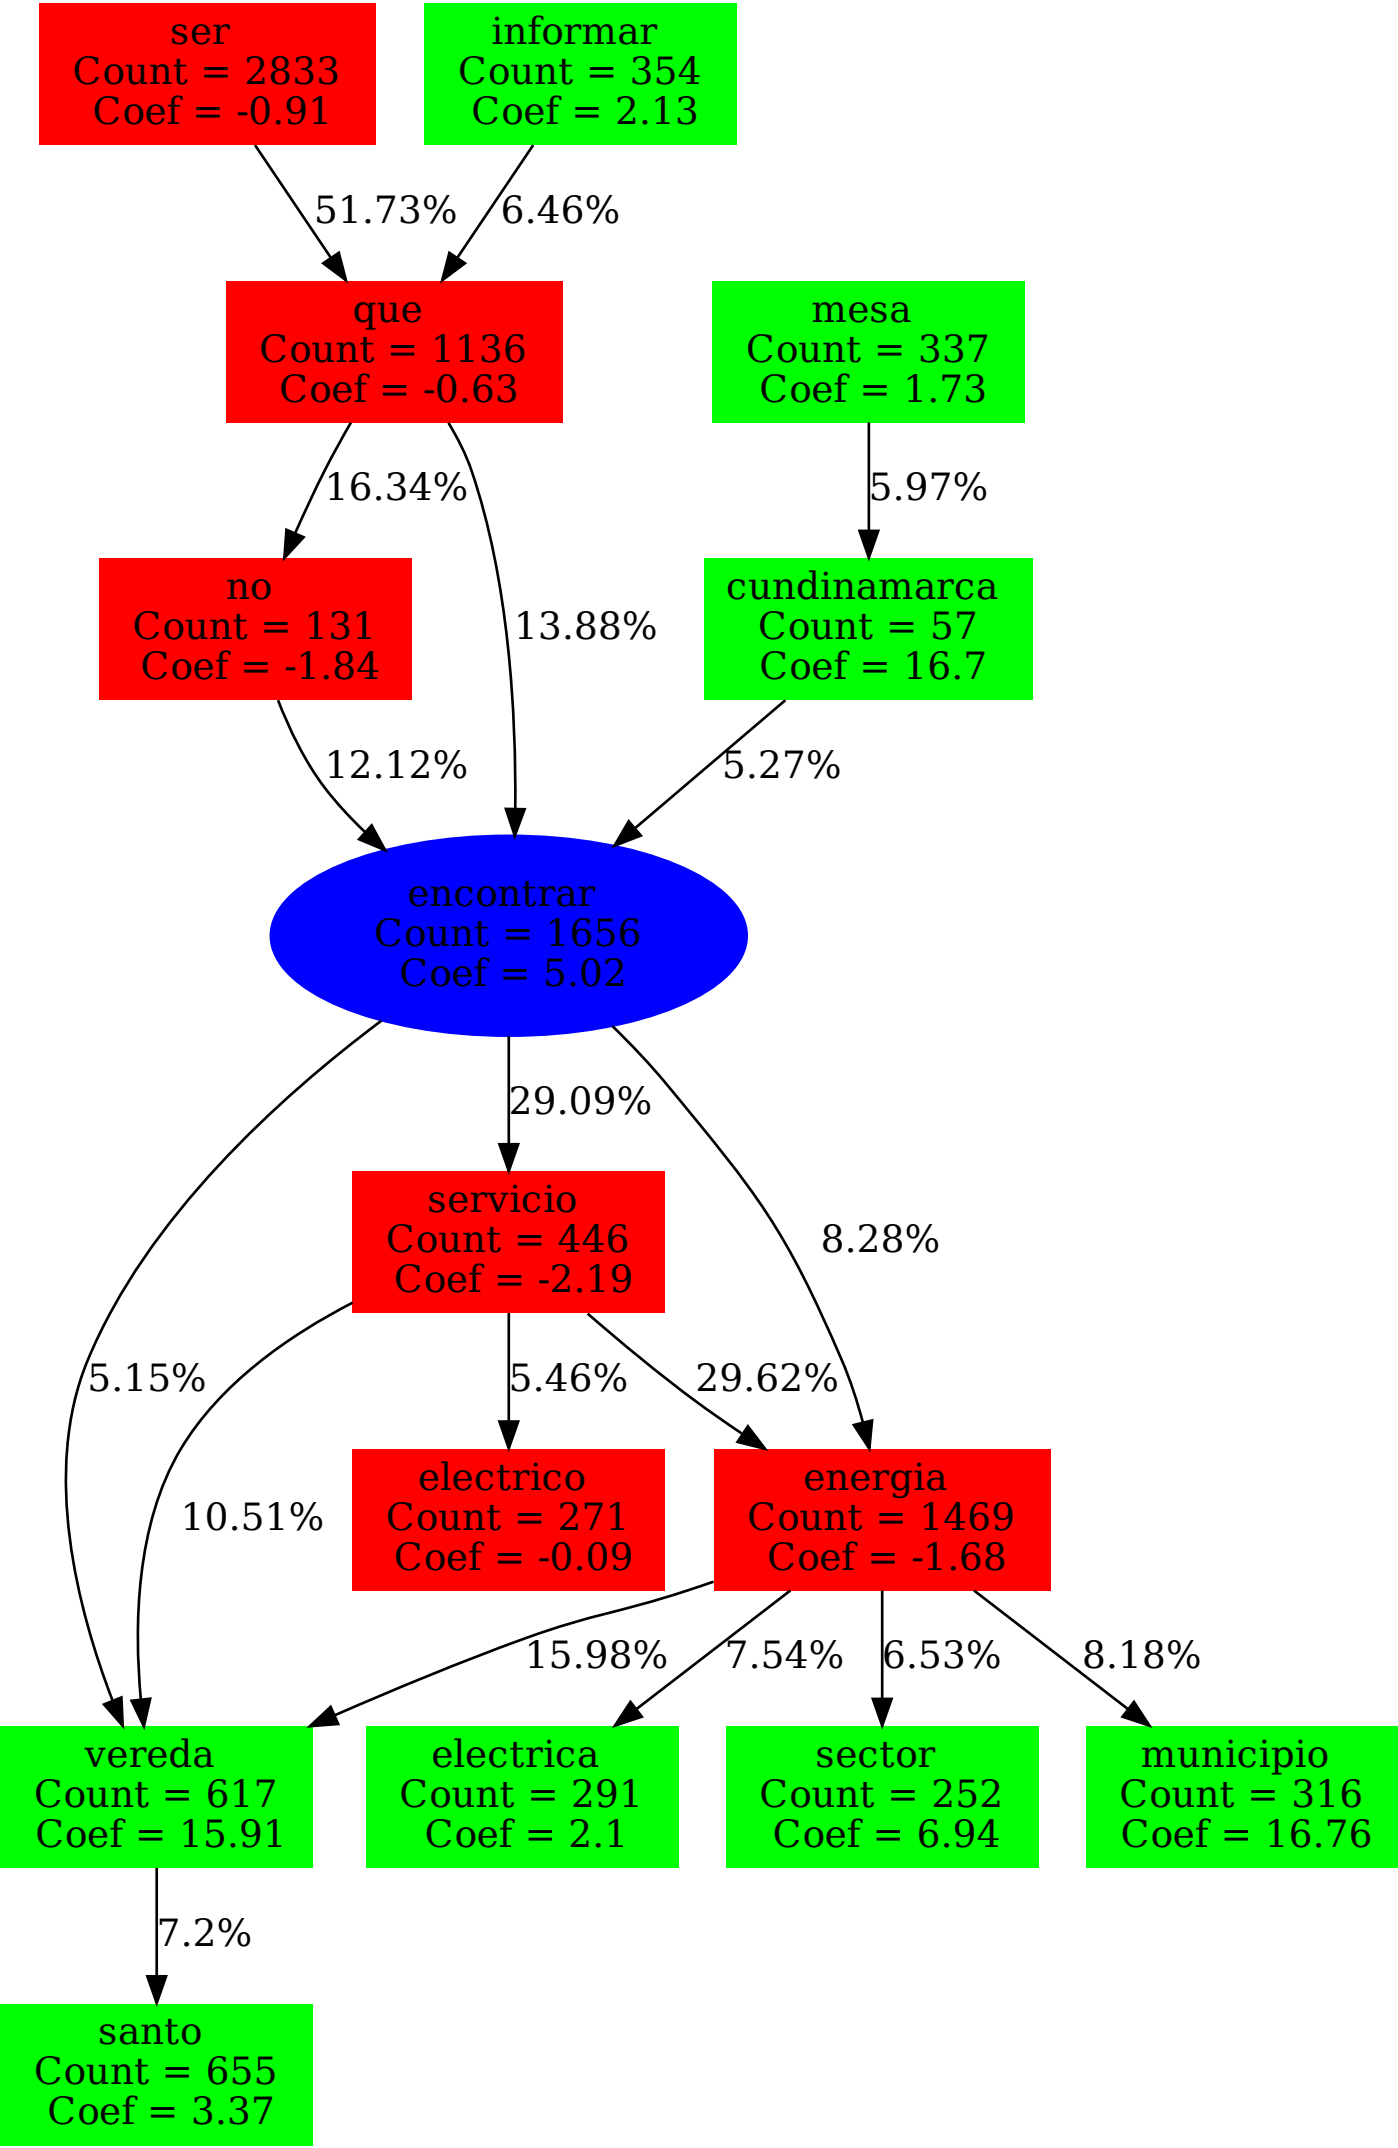 ser
Count = 2833
Coef = -0.91
informar
Count = 354
Coef = 2.13
51.73%
6.46%
que
Count = 1136
Coef = -0.63
mesa
Count = 337
Coef = 1.73
16.34%
5.97%
no
Count = 131
Coef = -1.84
13.88%
cundinamarca
Count = 57
Coef = 16.7
12.12%
5.27%
encontrar
Count = 1656
Coef = 5.02
29.09%
servicio
Count = 446
Coef = -2.19
8.28%
5.15%
5.46%
29.62%
10.51%
electrico
Count = 271
Coef = -0.09
energia
Count = 1469
Coef = -1.68
15.98%
7.54%
6.53%
8.18%
vereda
Count = 617
Coef = 15.91
electrica
Count = 291
Coef = 2.1
sector
Count = 252
Coef = 6.94
municipio
Count = 316
Coef = 16.76
7.2%
santo
Count = 655
Coef = 3.37